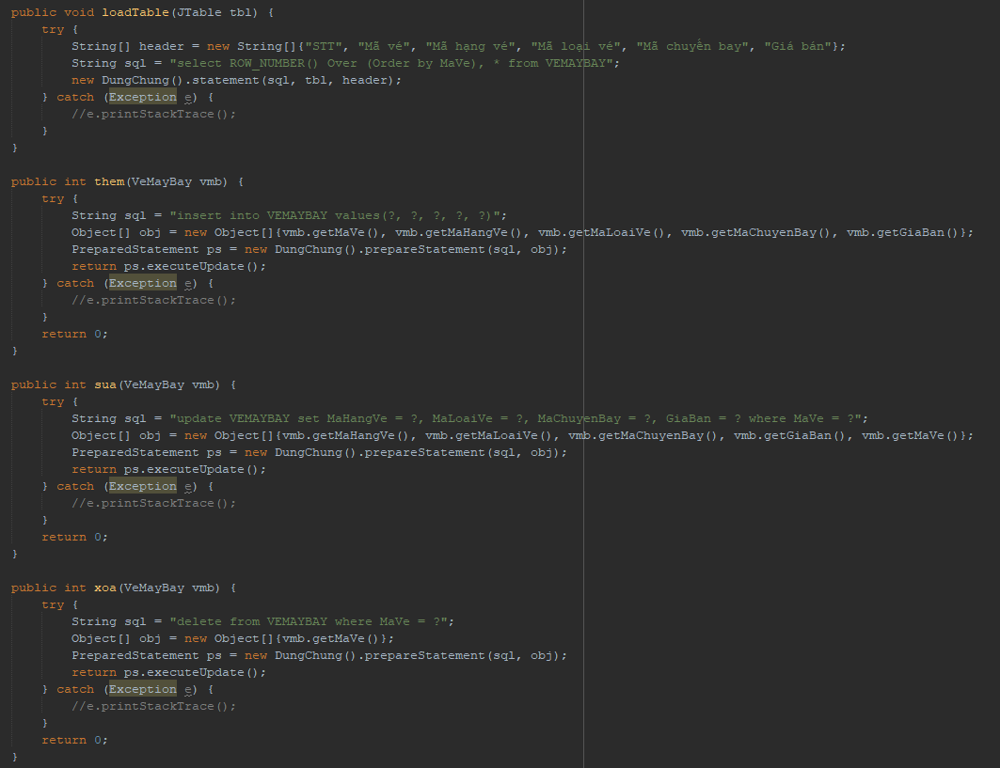 public void loadTable(JTable tbl) {
    try {
        String[] header = new String[]{"STT", "Mã vé", "Mã hạng vé", "Mã loại vé", "Mã chuyến bay", "Giá bán"};
        String sql = "select ROW_NUMBER() Over (Order by MaVe), * from VEMAYBAY";
        new DungChung().statement(sql, tbl, header);
    } catch (Exception e) {
        //e.printStackTrace();
    }
}

public int them(VeMayBay vmb) {
    try {
        String sql = "insert into VEMAYBAY values(?, ?, ?, ?, ?)";
        Object[] obj = new Object[]{vmb.getMaVe(), vmb.getMaHangVe(), vmb.getMaLoaiVe(), vmb.getMaChuyenBay(), vmb.getGiaBan()};
        PreparedStatement ps = new DungChung().prepareStatement(sql, obj);
        return ps.executeUpdate();
    } catch (Exception e) {
        //e.printStackTrace();
    }
    return 0;
}

public int sua(VeMayBay vmb) {
    try {
        String sql = "update VEMAYBAY set MaHangVe = ?, MaLoaiVe = ?, MaChuyenBay = ?, GiaBan = ? where MaVe = ?";
        Object[] obj = new Object[]{vmb.getMaHangVe(), vmb.getMaLoaiVe(), vmb.getMaChuyenBay(), vmb.getGiaBan(), vmb.getMaVe()};
        PreparedStatement ps = new DungChung().prepareStatement(sql, obj);
        return ps.executeUpdate();
    } catch (Exception e) {
        //e.printStackTrace();
    }
    return 0;
}

public int xoa(VeMayBay vmb) {
    try {
        String sql = "delete from VEMAYBAY where MaVe = ?";
        Object[] obj = new Object[]{vmb.getMaVe()};
        PreparedStatement ps = new DungChung().prepareStatement(sql, obj);
        return ps.executeUpdate();
    } catch (Exception e) {
        //e.printStackTrace();
    }
    return 0;
}